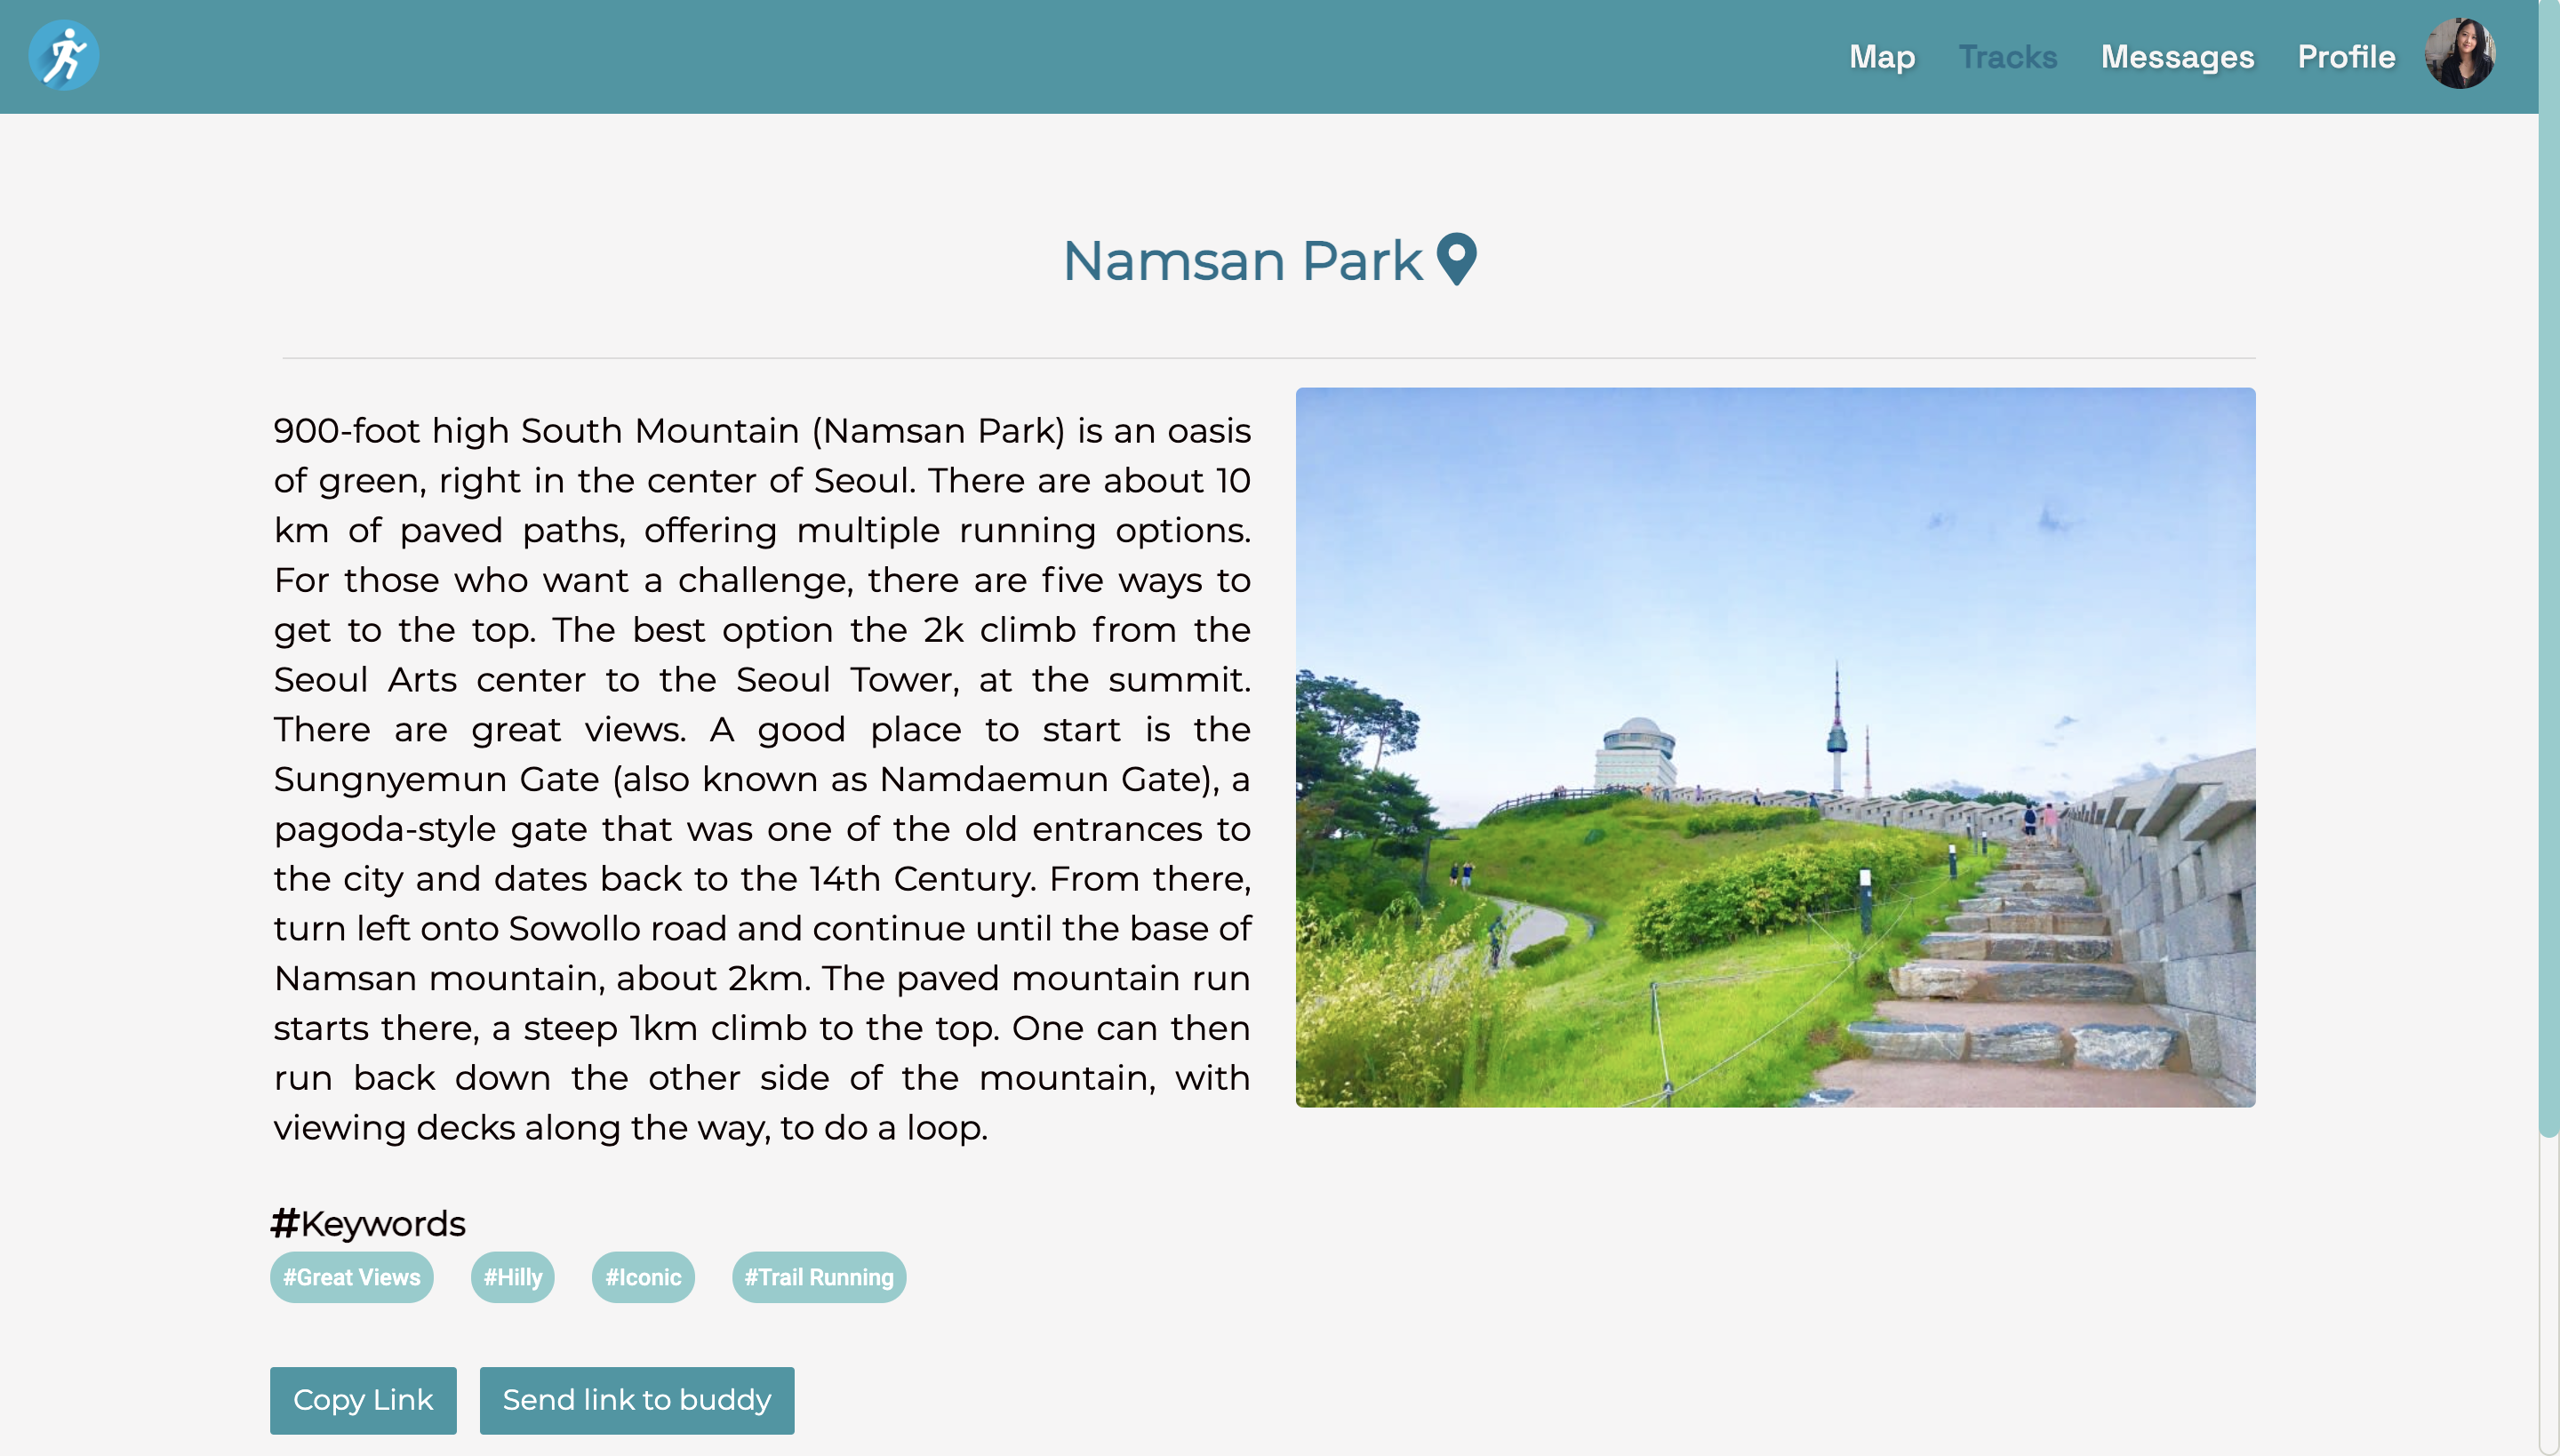 Map Tracks Messages Profile
Namsan Park
900-foot high South Mountain (Namsan Park) is an oasis
of green, right in the center of Seoul. There are about 10
km of paved paths, offering multiple running options.
For those who want a challenge, there are five ways to
get to the top. The best option the 2k climb from the
Seoul Arts center to the Seoul Tower, at the summit.
There are great views. A good place to start is the
Sungnyemun Gate (also known as Namdaemun Gate), a
pagoda-style gate that was one of the old entrances to
the city and dates back to the 14th Century. From there,
turn left onto Sowollo road and continue until the base of
Namsan mountain, about 2km. The paved mountain run
starts there, a steep 1km climb to the top. One can then
run back down the other side of the mountain, with
viewing decks along the way, to do a loop.
#Keywords
#Great Views #Hilly #Iconic #Trail Running
Copy Link Send link to buddy